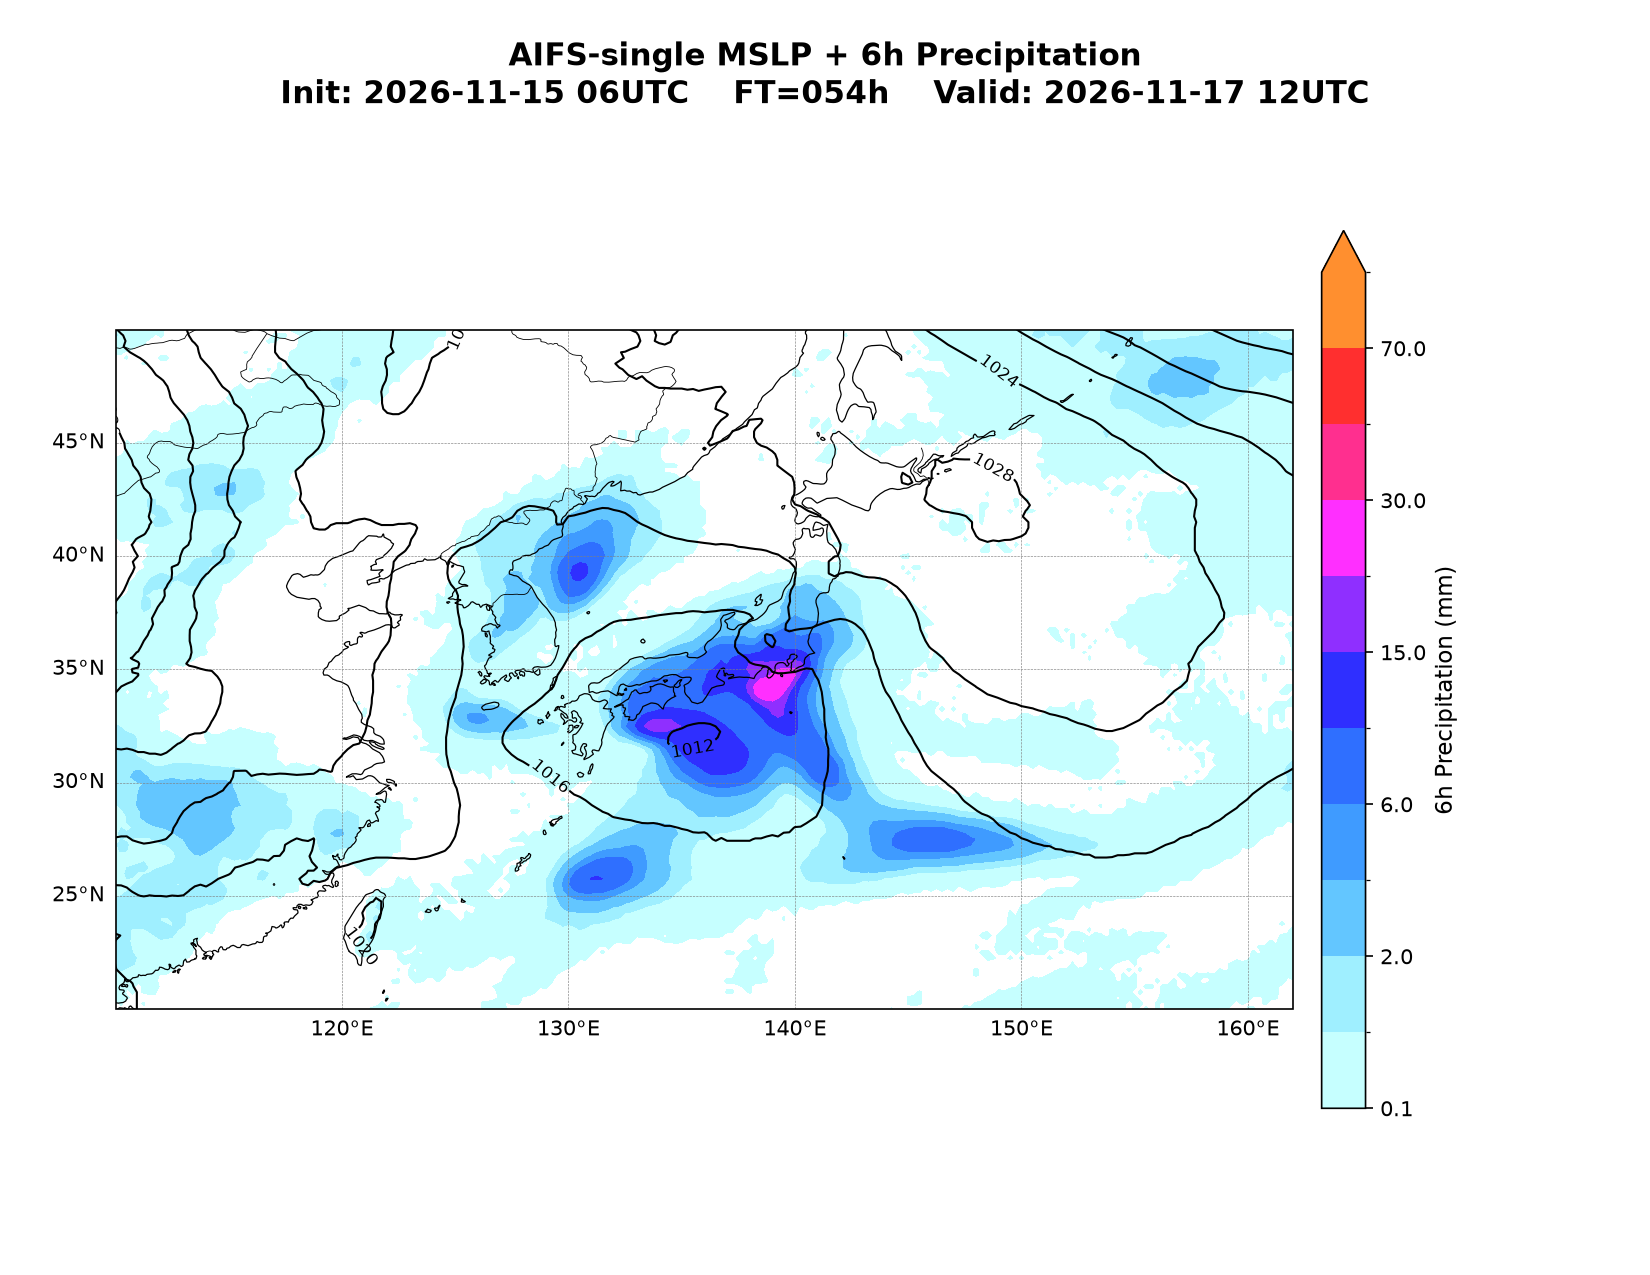 AIFS-single MSLP + 6h Precipitation
Init: 2026-11-15 06UTC    FT=054h    Valid: 2026-11-17 12UTC
10
1024
1028
45°N
40°N
35°N
1012
1016
30°N
25°N
1020
120°E
130°E
140°E
150°E
160°E
70.0
30.0
15.0
6.0
2.0
0.1
6h Precipitation (mm)